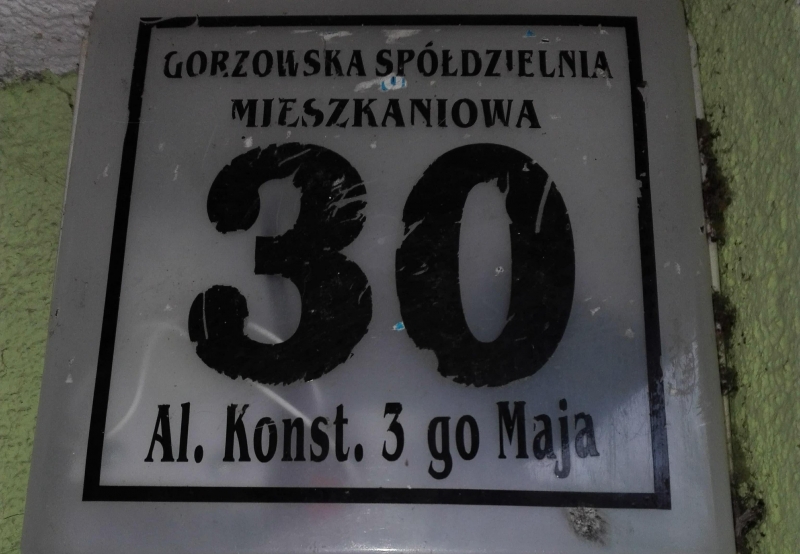 GORZOWSKA SPÓŁDZIELNIA
MIESZKANIOWA
30
Al. Konst. 3 go Maja